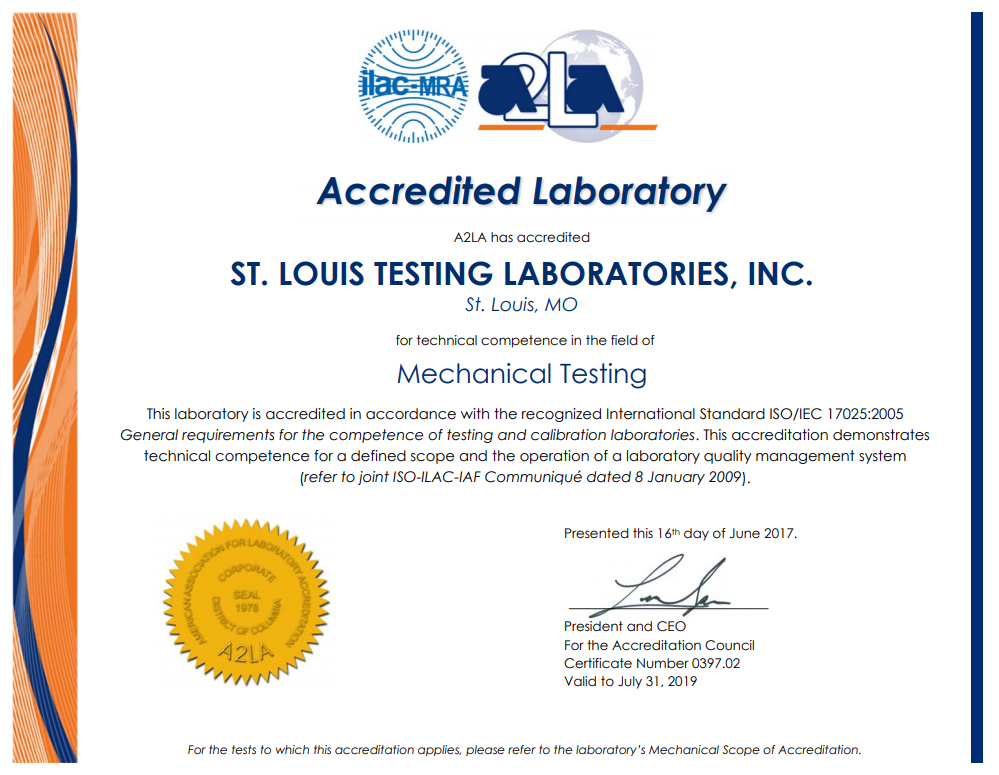 ilac-MRA
A2LA
Accredited Laboratory
A2LA has accredited
ST. LOUIS TESTING LABORATORIES, INC.
St. Louis, MO
for technical competence in the field of
Mechanical Testing
This laboratory is accredited in accordance with the recognized International Standard ISO/IEC 17025:2005
General requirements for the competence of testing and calibration laboratories. This accreditation demonstrates
technical competence for a defined scope and the operation of a laboratory quality management system
(refer to joint ISO-ILAC-IAF Communiqué dated 8 January 2009).
AMERICAN ASSOCIATION FOR LABORATORY ACCREDITATION
CORPORATE
SEAL
1978
DISTRICT OF COLUMBIA
A2LA
Presented this 16th day of June 2017.
President and CEO
For the Accreditation Council
Certificate Number 0397.02
Valid to July 31, 2019
For the tests to which this accreditation applies, please refer to the laboratory's Mechanical Scope of Accreditation.